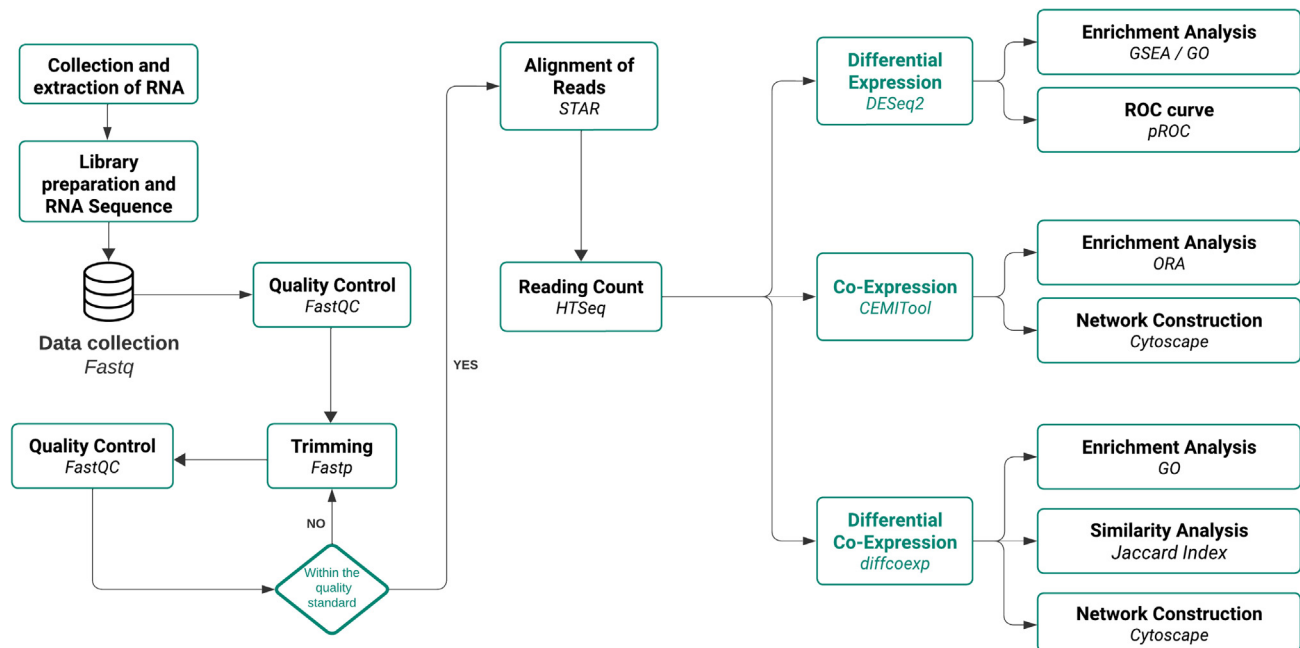 Collection and
extraction of RNA
Library
preparation and
RNA Sequence
Data collection
Fastq
Quality Control
FastQC
Trimming
Fastp
Quality Control
FastQC
NO
Within the
quality
standard
YES
Alignment of
Reads
STAR
Reading Count
HTSeq
Differential
Expression
DESeq2
Enrichment Analysis
GSEA / GO
ROC curve
pROC
Co-Expression
CEMITool
Enrichment Analysis
ORA
Network Construction
Cytoscape
Differential
Co-Expression
diffcoexp
Enrichment Analysis
GO
Similarity Analysis
Jaccard Index
Network Construction
Cytoscape